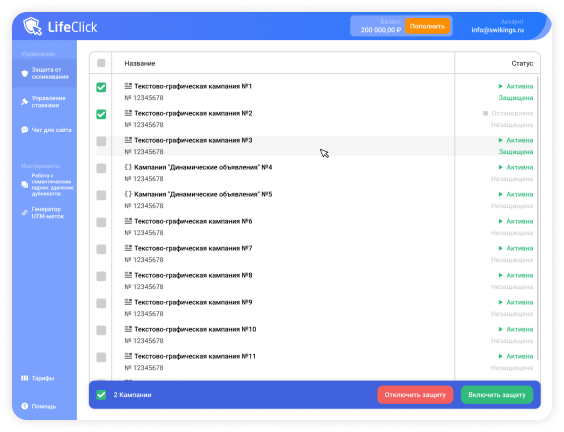 LifeClick
Баланс
200 000,00 ₽
Пополнить
Аккаунт
info@swikings.ru
Управление
Защита от
скликивания
Управление
ставками
Чат для сайта
Инструменты
Работа с
семантическим
ядром: удаление
дубликатов
Генератор
UTM-меток
Тарифы
Помощь
Название
Статус
Текстово-графическая кампания №1
Активна
№ 12345678
Защищена
Текстово-графическая кампания №2
Остановлена
№ 12345678
Незащищена
Текстово-графическая кампания №3
Активна
№ 12345678
Защищена
{} Кампания "Динамические объявления" №4
Активна
№ 12345678
Незащищена
{} Кампания "Динамические объявления" №5
Активна
№ 12345678
Незащищена
Текстово-графическая кампания №6
Активна
№ 12345678
Незащищена
Текстово-графическая кампания №7
Активна
№ 12345678
Незащищена
Текстово-графическая кампания №8
Активна
№ 12345678
Незащищена
Текстово-графическая кампания №9
Активна
№ 12345678
Незащищена
Текстово-графическая кампания №10
Активна
№ 12345678
Незащищена
Текстово-графическая кампания №11
Активна
№ 12345678
Незащищена
2 Кампании
Отключить защиту
Включить защиту